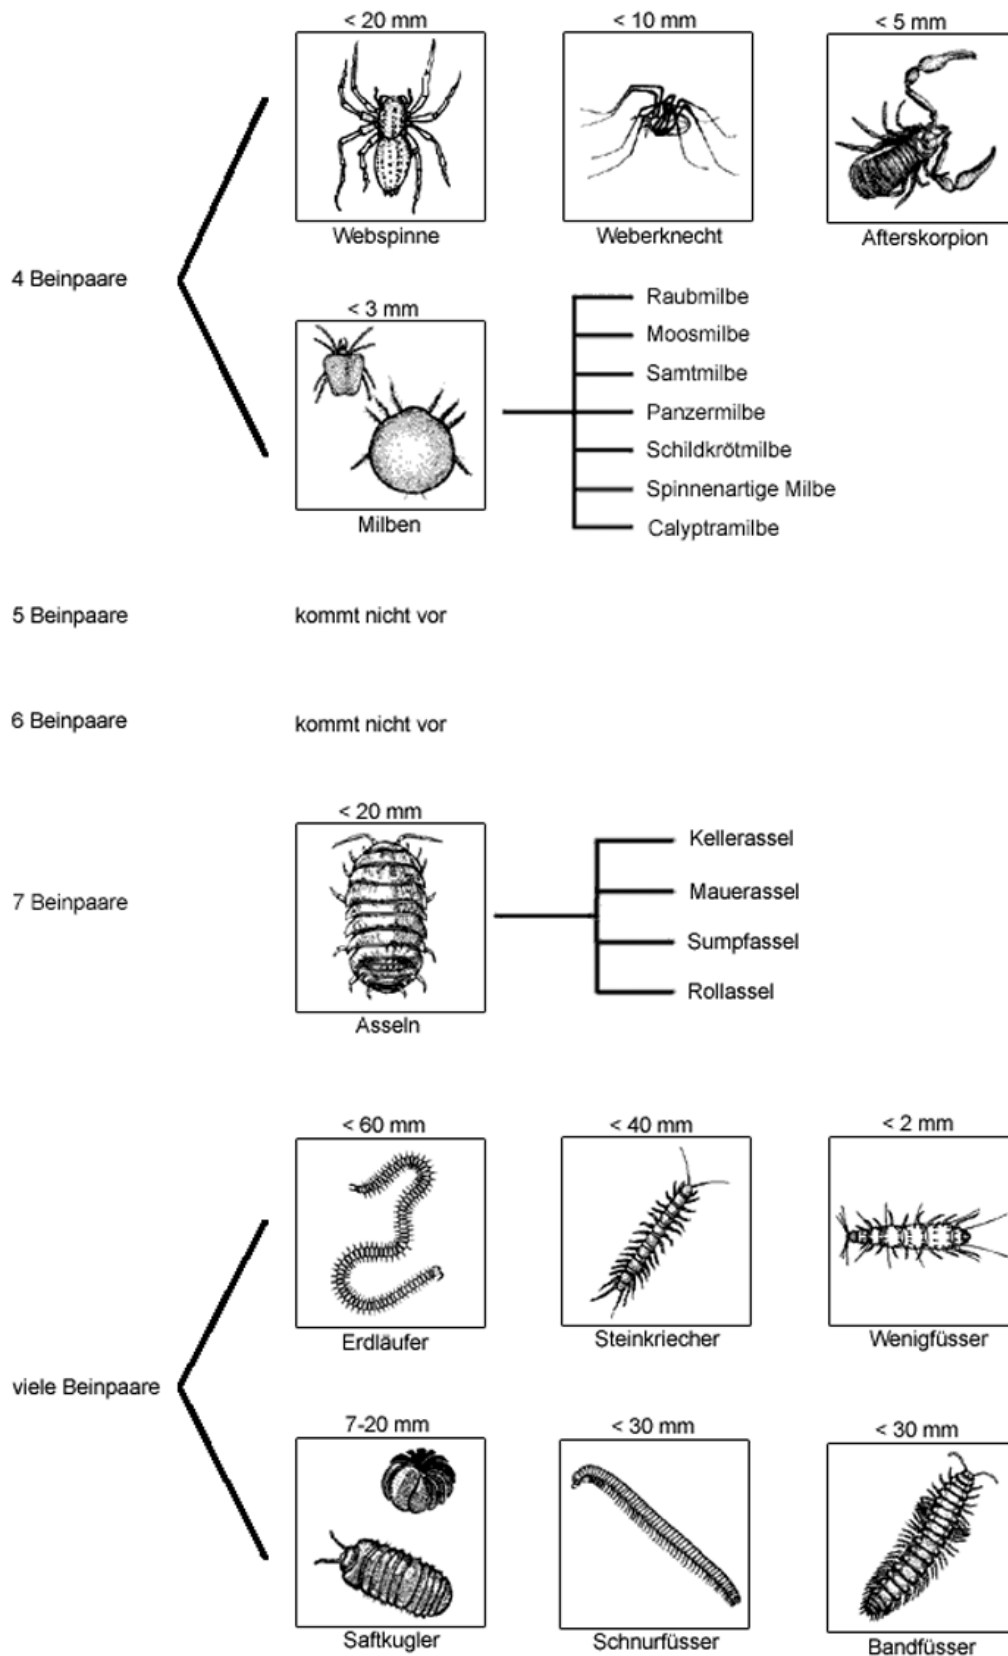 < 20 mm
< 10 mm
< 5 mm
Webspinne
Weberknecht
Afterskorpion
4 Beinpaare
< 3 mm
Milben
Raubmilbe
Moosmilbe
Samtmilbe
Panzermilbe
Schildkrötmilbe
Spinnenartige Milbe
Calyptramilbe
5 Beinpaare
kommt nicht vor
6 Beinpaare
kommt nicht vor
< 20 mm
7 Beinpaare
Asseln
Kellerassel
Mauerassel
Sumpfassel
Rollassel
< 60 mm
< 40 mm
< 2 mm
Erdläufer
Steinkriecher
Wenigfüsser
viele Beinpaare
7-20 mm
< 30 mm
< 30 mm
Saftkugler
Schnurfüsser
Bandfüsser